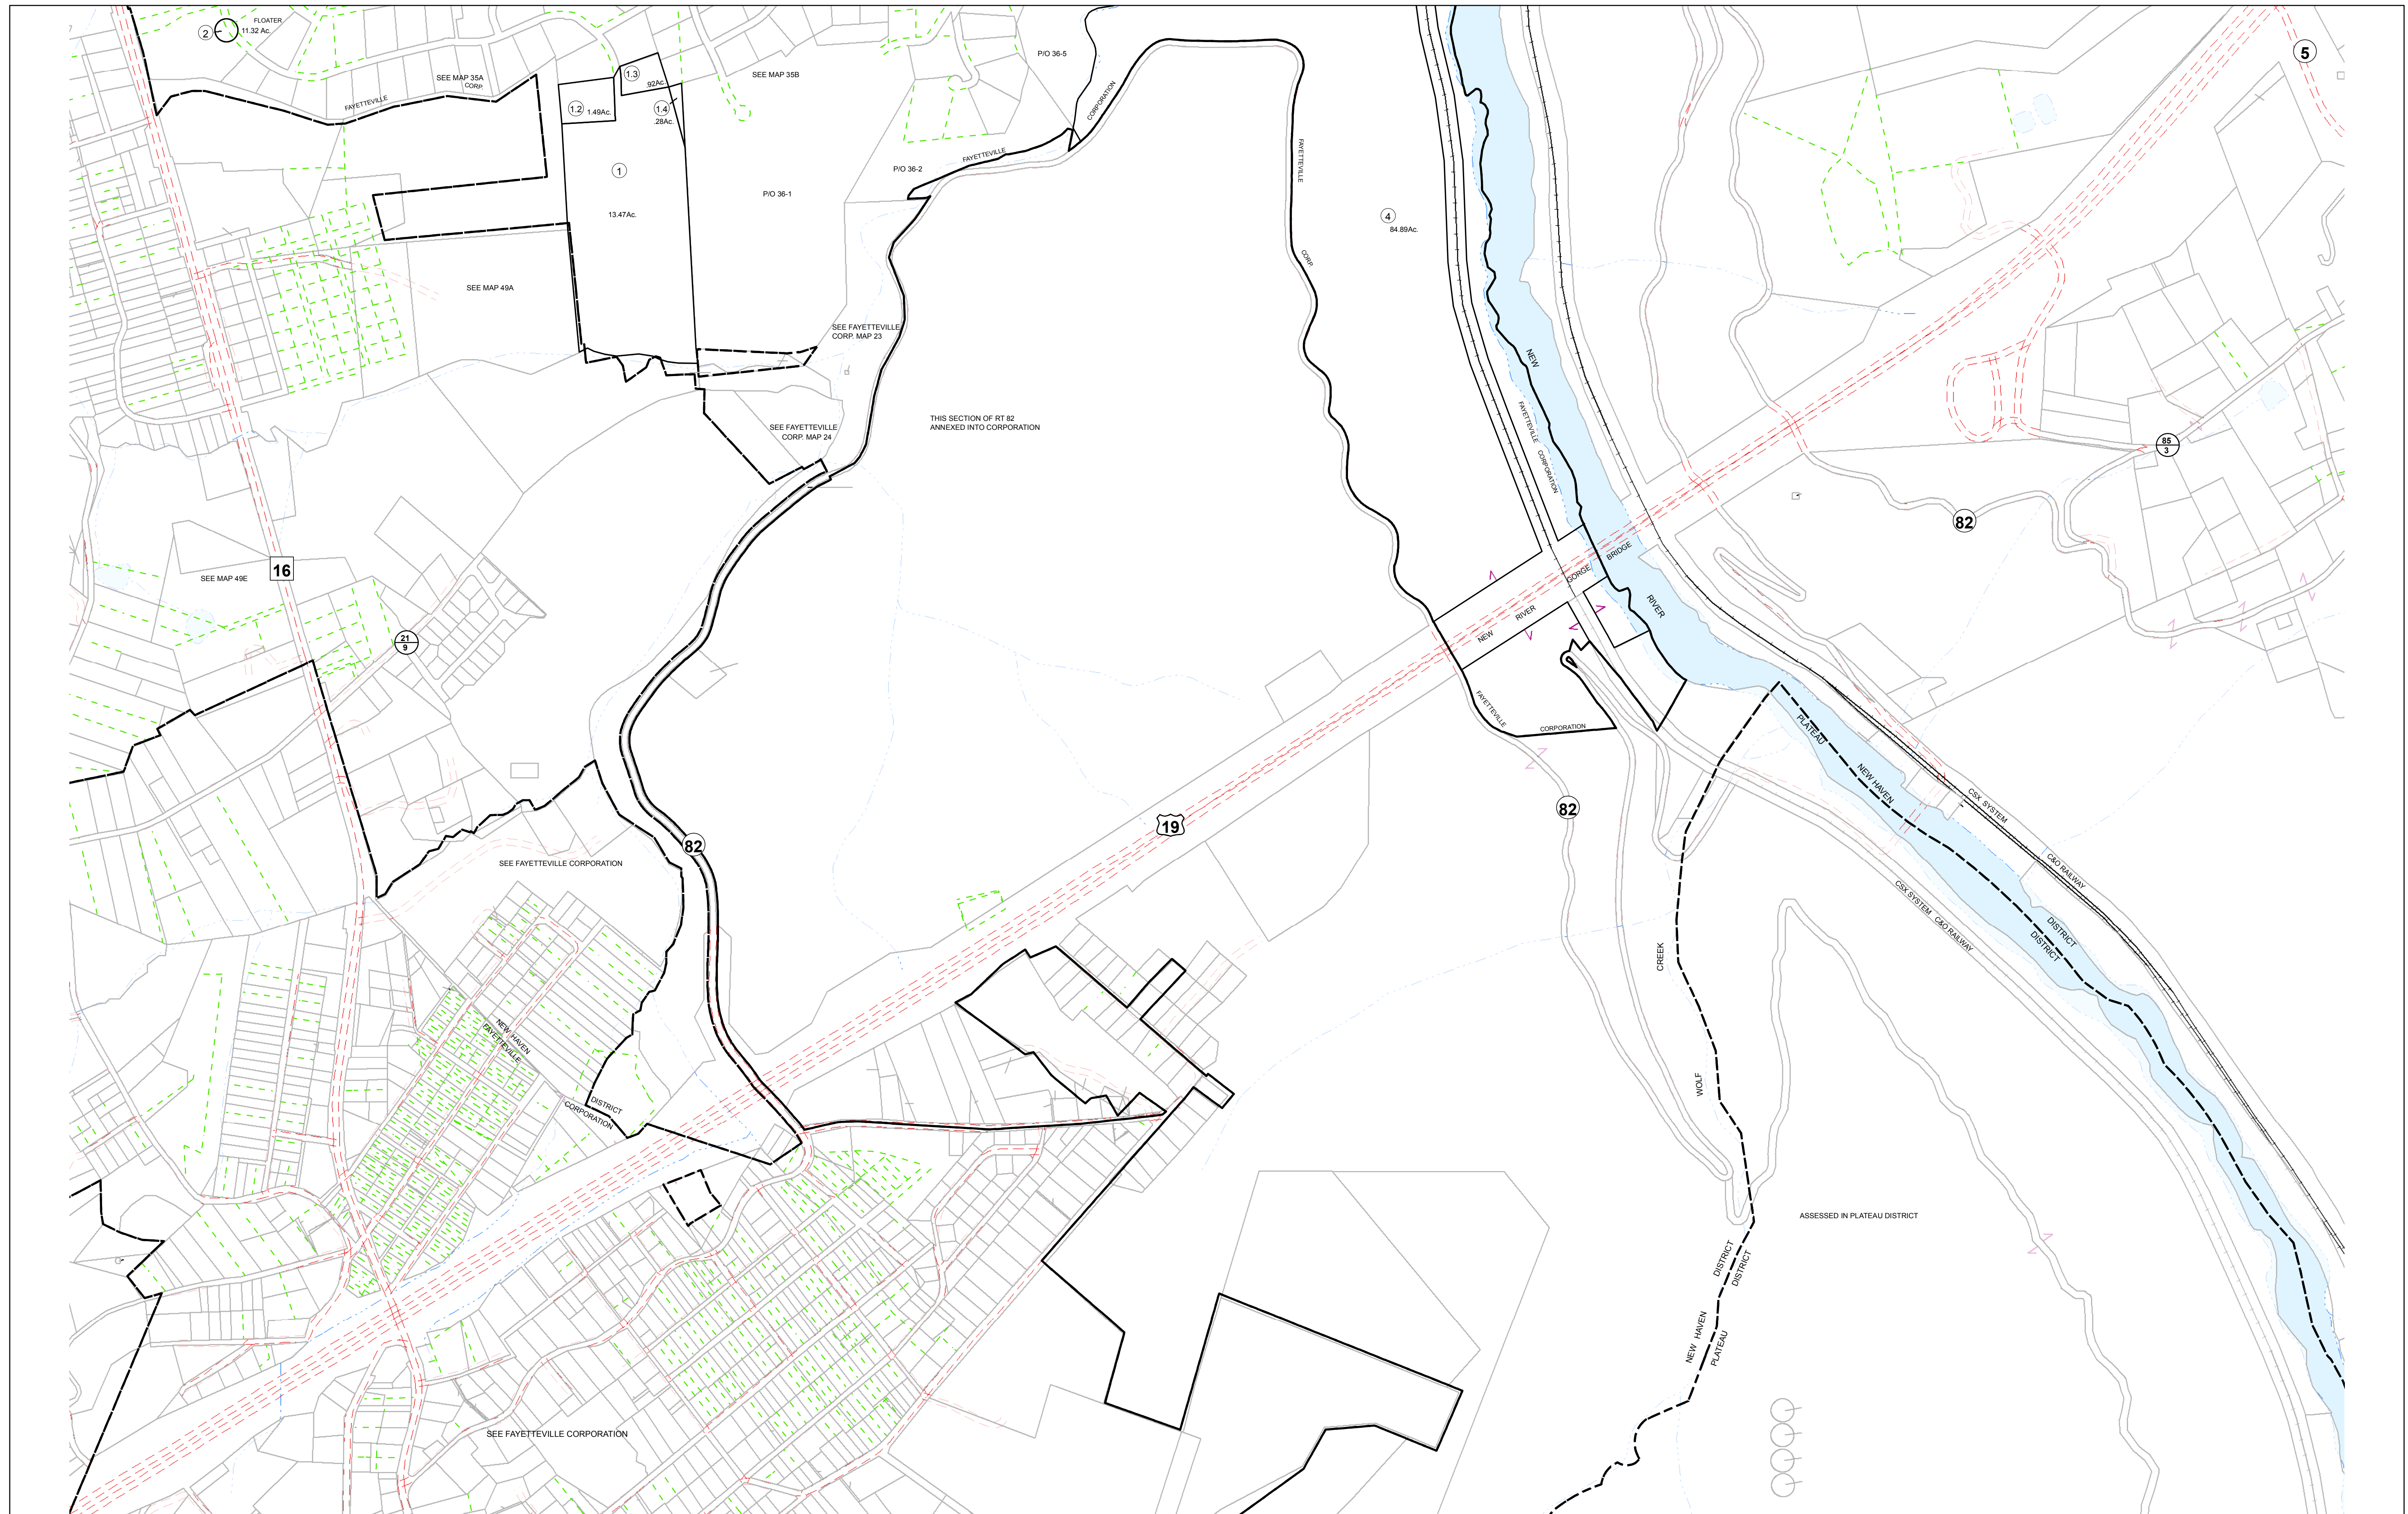 FLOATER
2
11.32 Ac.
5
P/O 36-5
SEE MAP 35A
CORP.
FAYETTEVILLE
1.3
.92Ac.
SEE MAP 35B
1.2
1.49Ac.
1.4
.28Ac.
CORPORATION
FAYETTEVILLE
FAYETTEVILLE
CORP.
P/O 36-2
1
P/O 36-1
13.47Ac.
4
84.89Ac.
SEE MAP 49A
SEE FAYETTEVILLE
CORP. MAP 23
NEW
RIVER
FAYETTEVILLE
CORPORATION
THIS SECTION OF RT 82
ANNEXED INTO CORPORATION
SEE FAYETTEVILLE
CORP. MAP 24
85
3
82
16
SEE MAP 49E
21
9
NEW RIVER GORGE BRIDGE
FAYETTEVILLE
CORPORATION
PLATEAU
NEW HAVEN
CSX SYSTEM
C&O RAILWAY
82
19
82
SEE FAYETTEVILLE CORPORATION
CSX SYSTEM C&O RAILWAY
DISTRICT
DISTRICT
CREEK
WOLF
NEW HAVEN
FAYETTEVILLE
DISTRICT
CORPORATION
ASSESSED IN PLATEAU DISTRICT
DISTRICT
DISTRICT
NEW HAVEN
PLATEAU
SEE FAYETTEVILLE CORPORATION